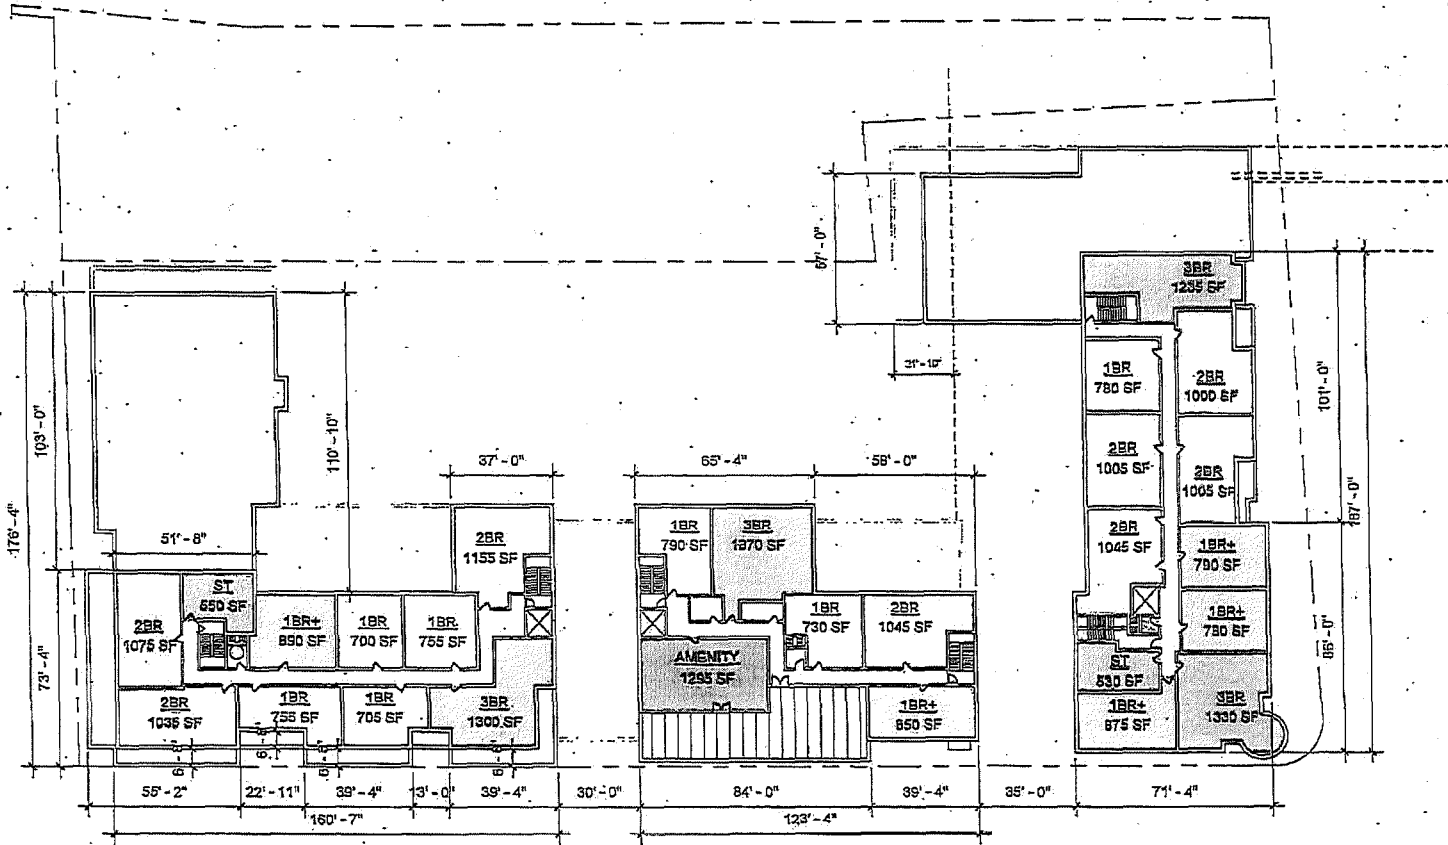 3BR
1235 SF
67'-0"
1BR
780 SF
2BR
1000 SF
21'-10"
101'-0"
103'-0"
110'-10"
176'-4"
37'-0"
65'-4"
58'-0"
2BR
1005 SF
2BR
1005 SF
187'-0"
51'-8"
2BR
1155 SF
1BR
790 SF
3BR
1370 SF
2BR
1045 SF
1BR+
790 SF
ST
550 SF
2BR
1075 SF
1BR+
890 SF
1BR
700 SF
1BR
755 SF
1BR
730 SF
2BR
1045 SF
1BR+
780 SF
86'-0"
73'-4"
AMENITY
1295 SF
ST
530 SF
2BR
1035 SF
1BR
755 SF
1BR
705 SF
3BR
1300 SF
1BR+
850 SF
1BR+
875 SF
3BR
1330 SF
55'-2"
22'-11"
39'-4"
13'-0"
39'-4"
30'-0"
84'-0"
39'-4"
35'-0"
71'-4"
160'-7"
123'-4"